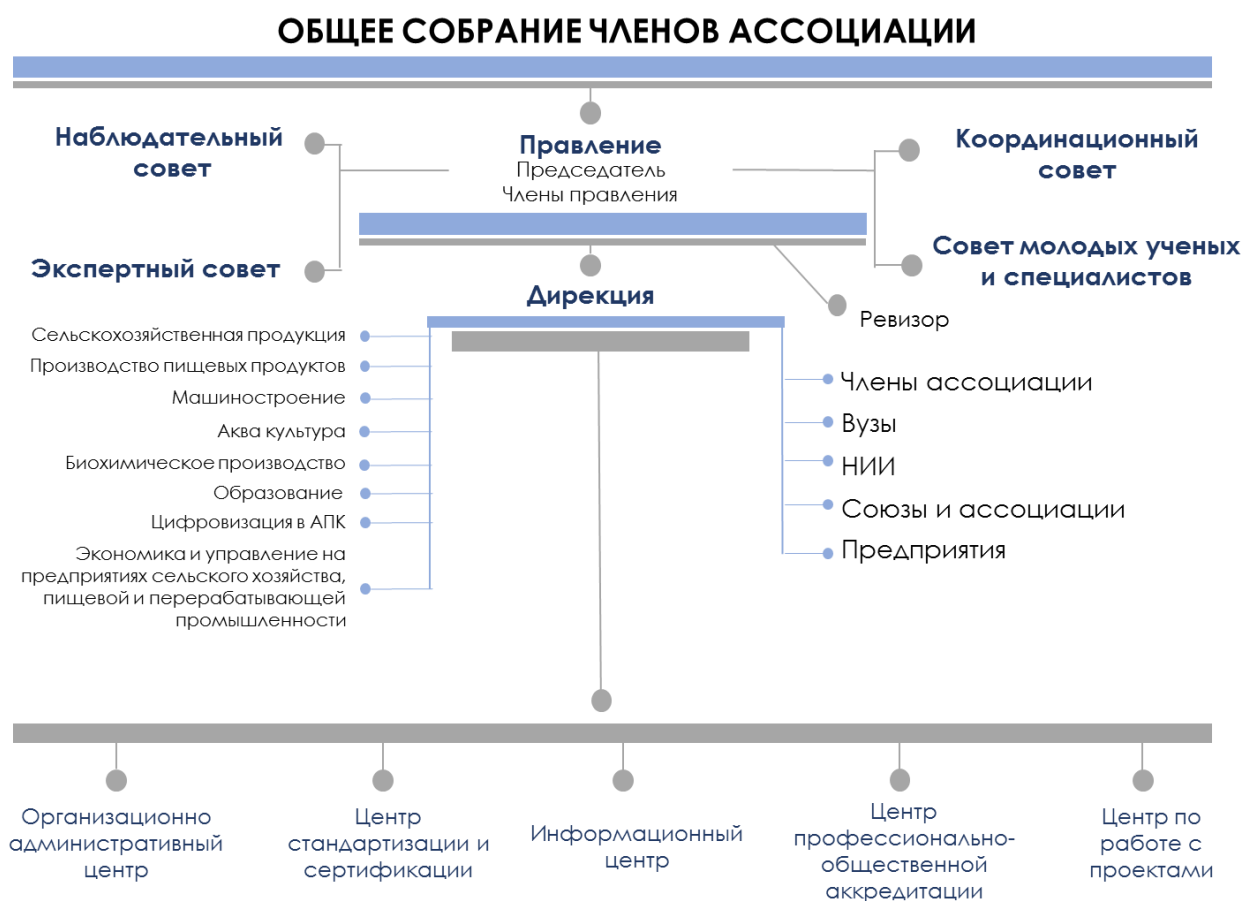 ОБЩЕЕ СОБРАНИЕ ЧЛЕНОВ АССОЦИАЦИИ
Наблюдательный
совет
Правление
Председатель
Члены правления
Координационный
совет
Экспертный совет
Совет молодых ученых
и специалистов
Дирекция
Ревизор
Сельскохозяйственная продукция
Производство пищевых продуктов
Машиностроение
Аква культура
Биохимическое производство
Образование
Цифровизация в АПК
Экономика и управление на
предприятиях сельского хозяйства,
пищевой и перерабатывающей
промышленности
Члены ассоциации
Вузы
НИИ
Союзы и ассоциации
Предприятия
Организационно
административный
центр
Центр
стандартизации и
сертификации
Информационный
центр
Центр
профессионально-
общественной
аккредитации
Центр по
работе с
проектами